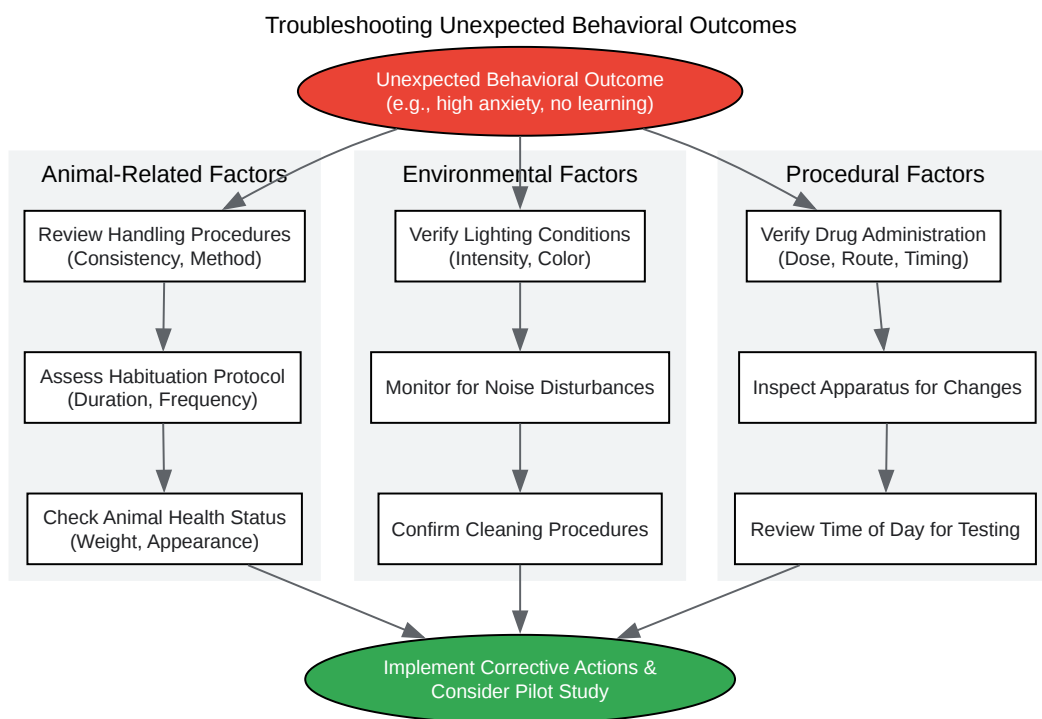 Troubleshooting Unexpected Behavioral Outcomes
Unexpected Behavioral Outcome
(e.g., high anxiety, no learning)
Animal-Related Factors
Review Handling Procedures
(Consistency, Method)
Assess Habituation Protocol
(Duration, Frequency)
Check Animal Health Status
(Weight, Appearance)
Environmental Factors
Verify Lighting Conditions
(Intensity, Color)
Monitor for Noise Disturbances
Confirm Cleaning Procedures
Procedural Factors
Verify Drug Administration
(Dose, Route, Timing)
Inspect Apparatus for Changes
Review Time of Day for Testing
Implement Corrective Actions &
Consider Pilot Study